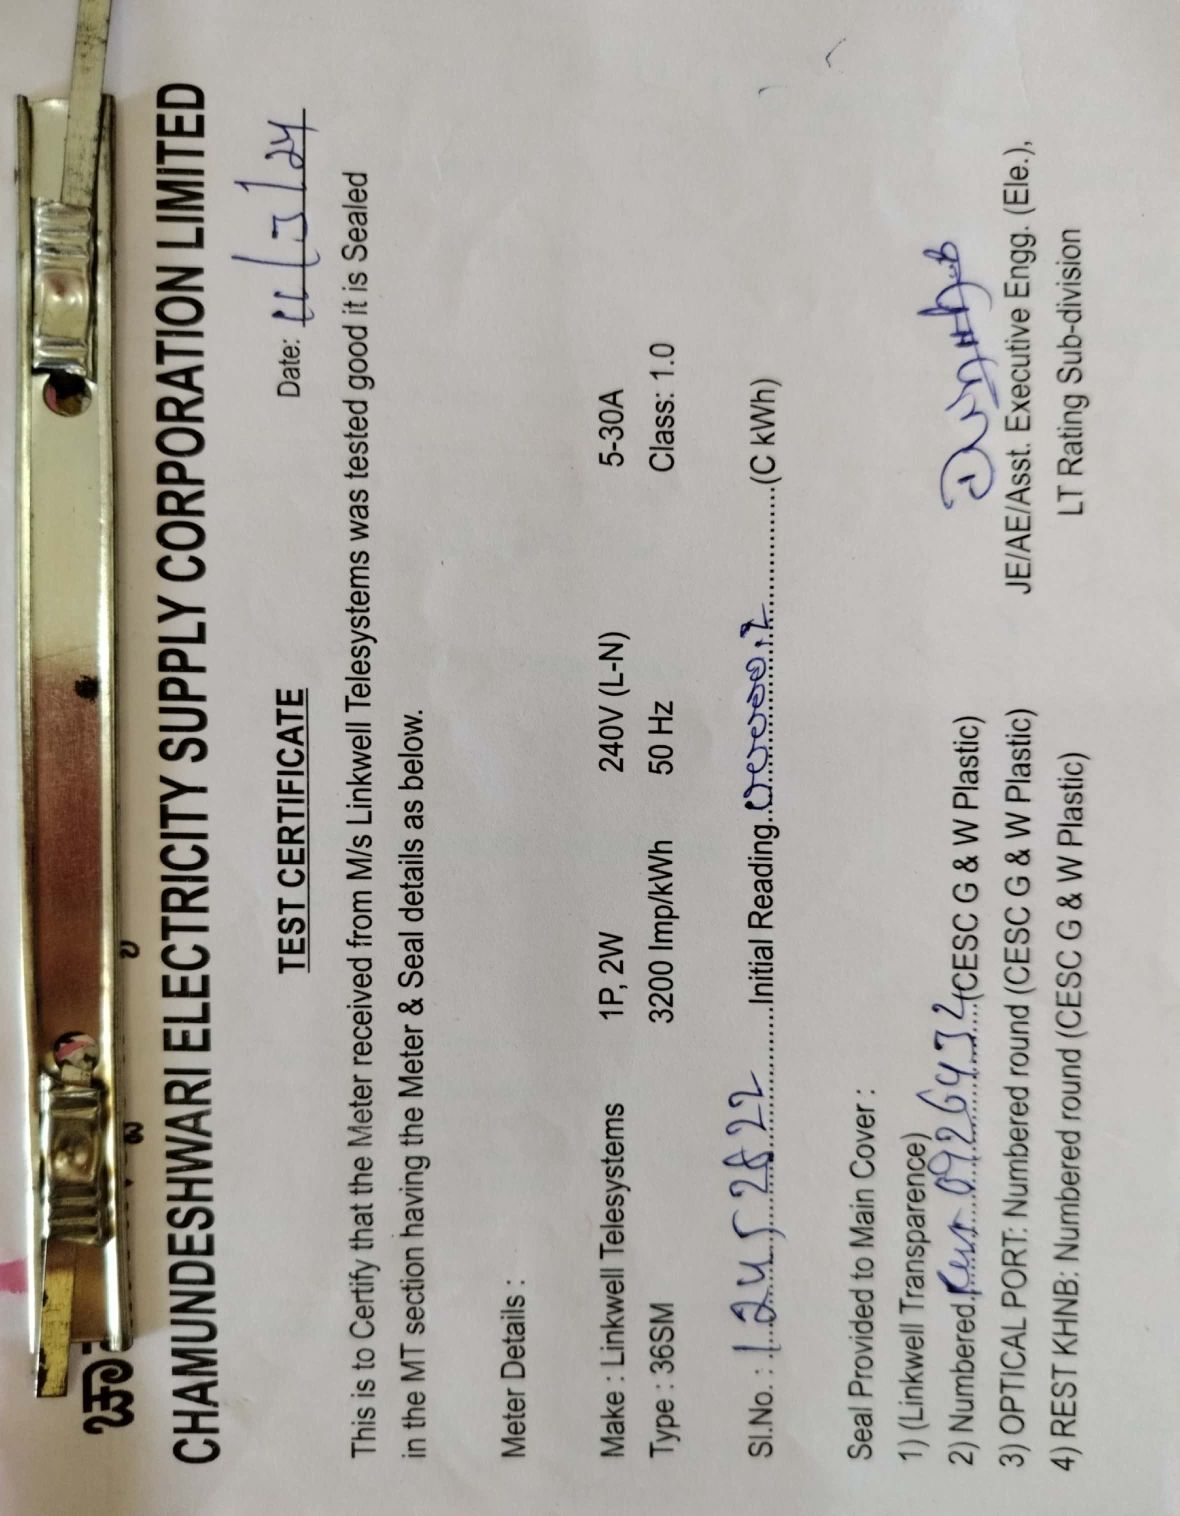 CHAMUNDESHWARI ELECTRICITY SUPPLY CORPORATION LIMITED
TEST CERTIFICATE Date: 11/3/24
This is to Certify that the Meter received from M/s Linkwell Telesystems was tested good it is Sealed
in the MT section having the Meter & Seal details as below.
Meter Details :
Make : Linkwell Telesystems 1P, 2W 240V (L-N) 5-30A
Type : 36SM 3200 Imp/kWh 50 Hz Class: 1.0
Sl.No. : 12452822 Initial Reading 00000.2 (C kWh)
Seal Provided to Main Cover :
1) (Linkwell Transparence)
2) Numbered 0926432 (CESC G & W Plastic)
3) OPTICAL PORT: Numbered round (CESC G & W Plastic)
4) REST KHNB: Numbered round (CESC G & W Plastic)
JE/AE/Asst. Executive Engg. (Ele.),
LT Rating Sub-division